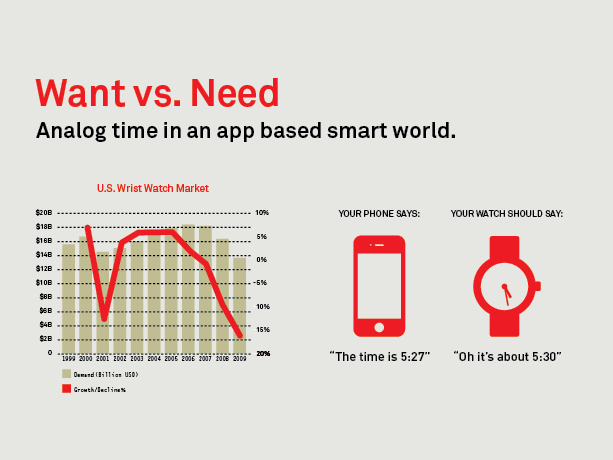 Want vs. Need
Analog time in an app based smart world.
U.S. Wrist Watch Market
$20B
$18B
$16B
$14B
$12B
$10B
$8B
$6B
$4B
$2B
0
10%
5%
0%
-5%
10%
15%
20%
1999 2000 2001 2002 2003 2004 2005 2006 2007 2008 2009
Demand(Billion USD)
Growth/Decline%
YOUR PHONE SAYS:
"The time is 5:27"
YOUR WATCH SHOULD SAY:
"Oh it's about 5:30"